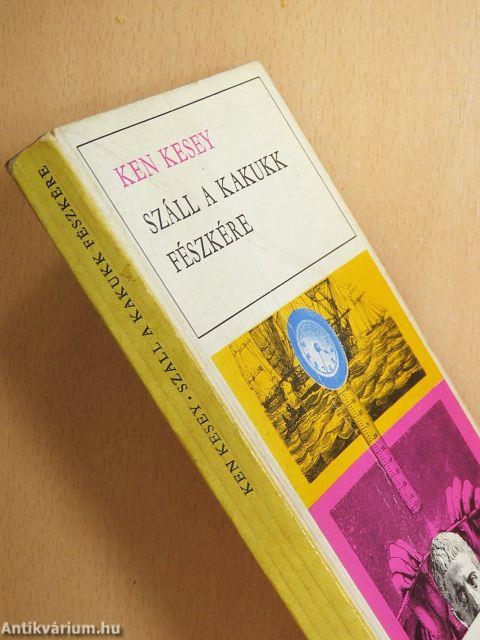 KEN KESEY
SZÁLL A KAKUKK
FÉSZKÉRE
KEN KESEY · SZÁLL A KAKUKK FÉSZKÉRE
Antikvárium.hu